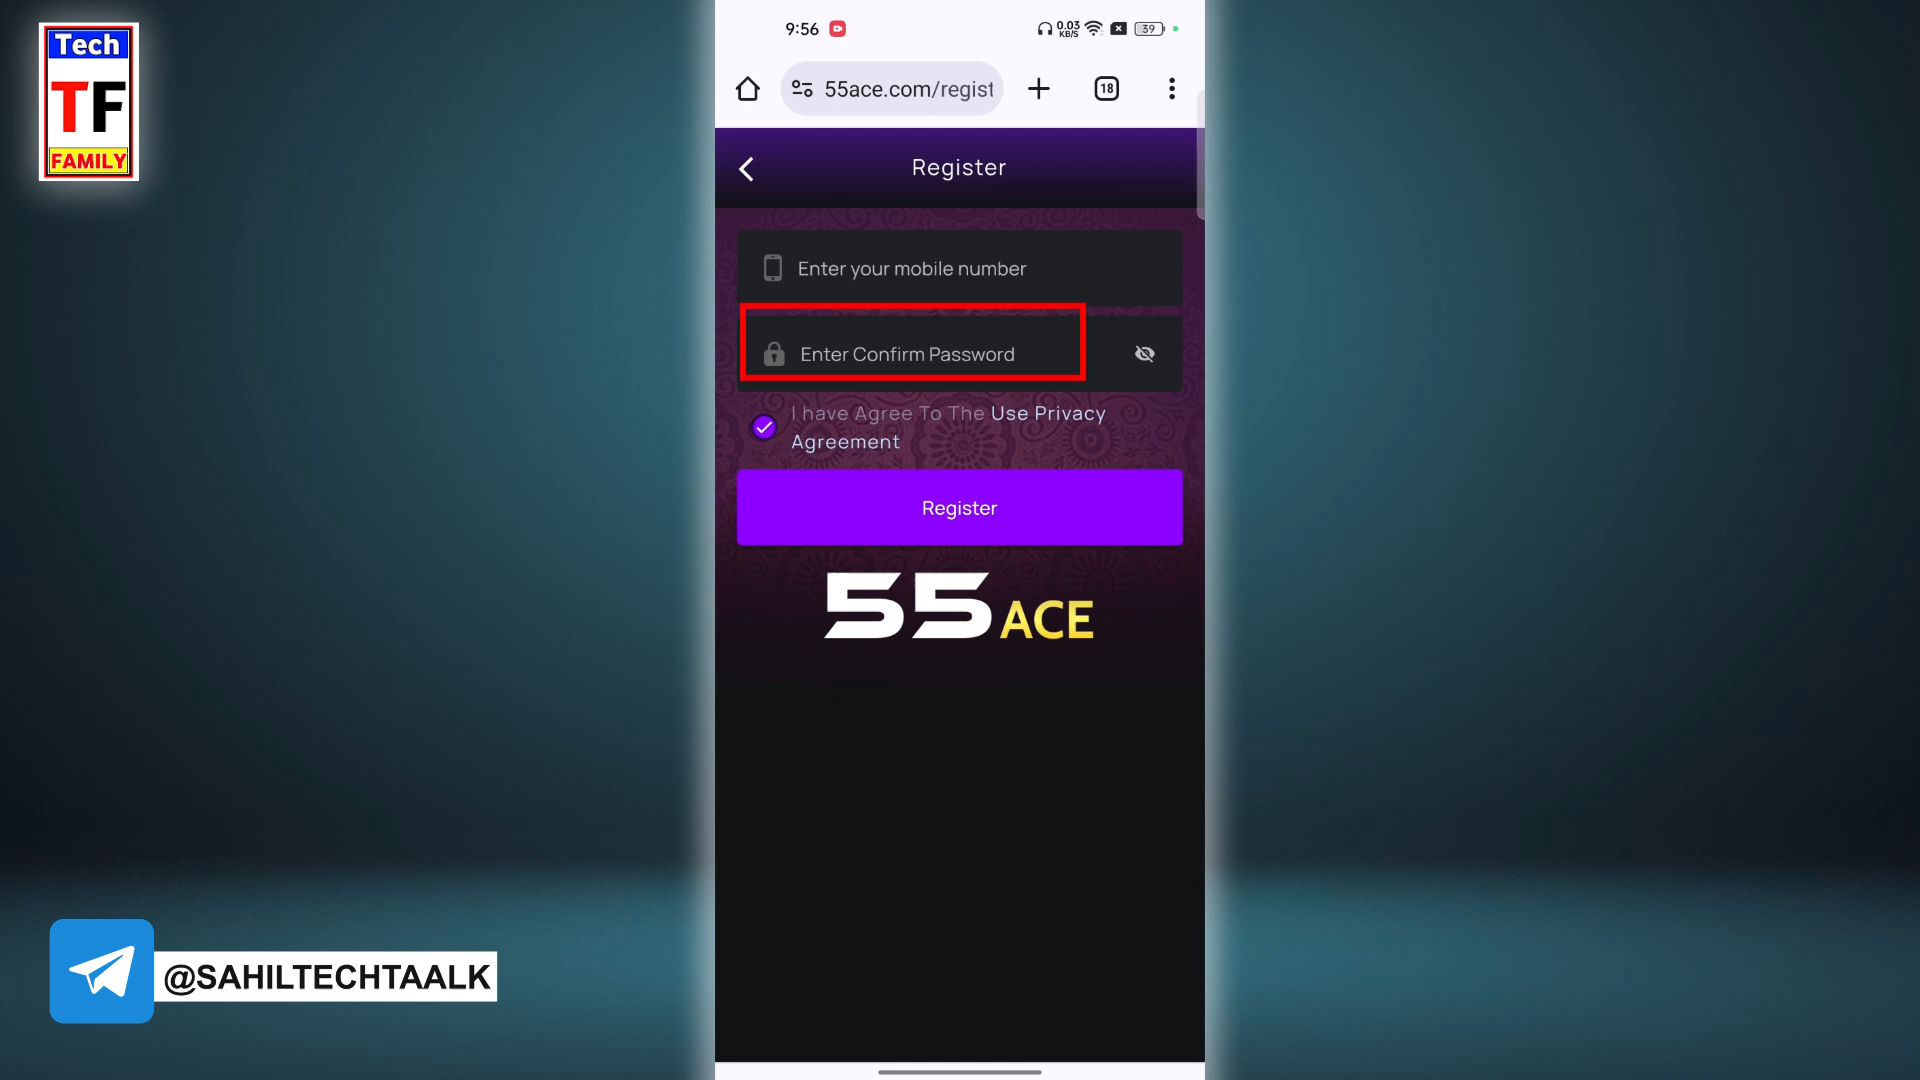 Tech
TF
FAMILY
9:56
0.03
KB/S
39
55ace.com/regist
18
Register
Enter your mobile number
Enter Confirm Password
I have Agree To The Use Privacy
Agreement
Register
55ACE
@SAHILTECHTAALK